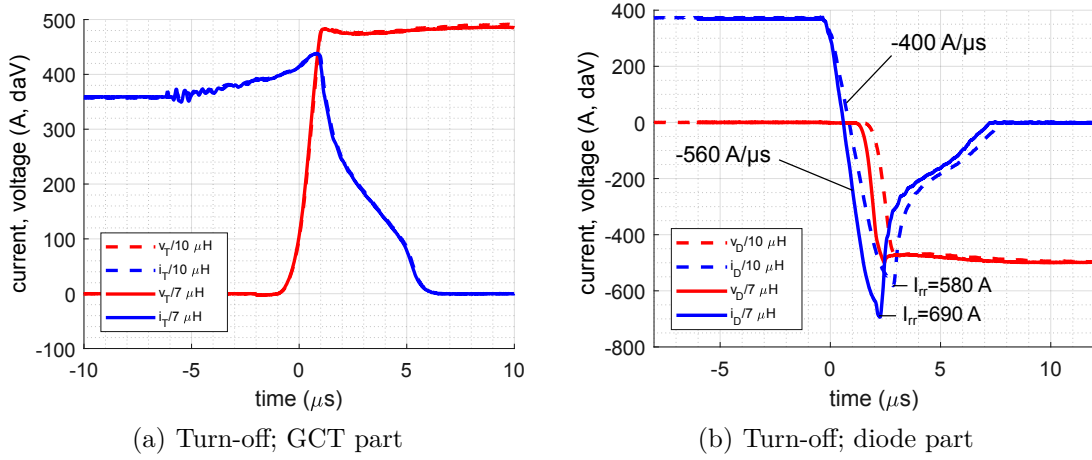 500
400
300
200
100
0
-100
current, voltage (A, daV)
v_T/10 μH
i_T/10 μH
v_T/7 μH
i_T/7 μH
-10
-5
0
5
10
time (μs)
(a) Turn-off; GCT part
400
200
0
-200
-400
-600
-800
current, voltage (A, daV)
-400 A/μs
-560 A/μs
v_D/10 μH
i_D/10 μH
v_D/7 μH
i_D/7 μH
I_rr=580 A
I_rr=690 A
-5
0
5
10
time (μs)
(b) Turn-off; diode part